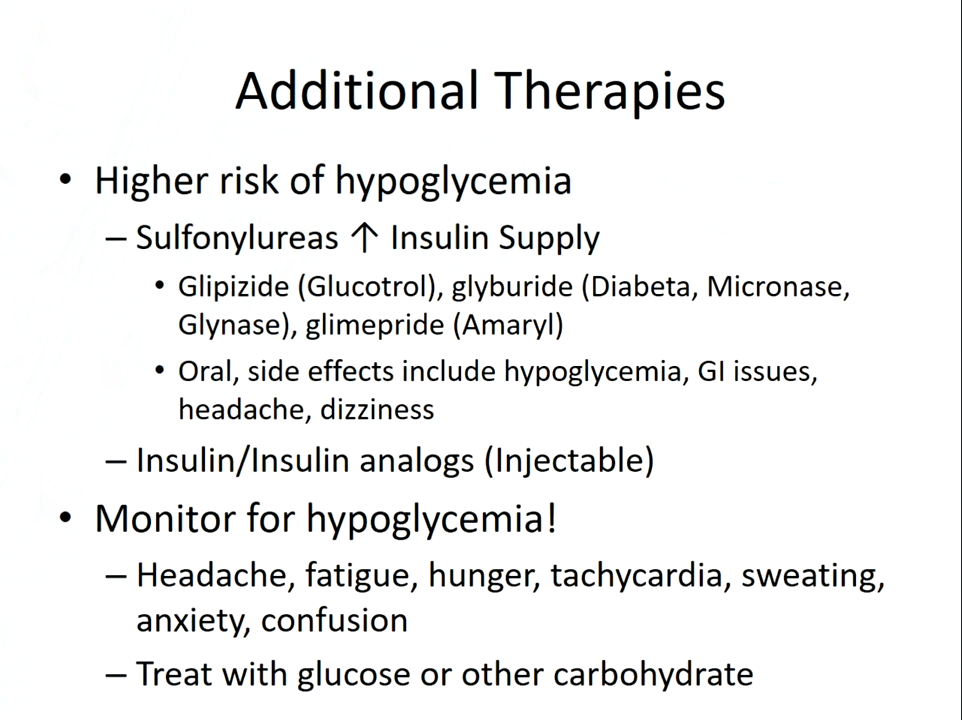 Additional Therapies
• Higher risk of hypoglycemia
– Sulfonylureas ↑ Insulin Supply
• Glipizide (Glucotrol), glyburide (Diabeta, Micronase,
Glynase), glimepride (Amaryl)
• Oral, side effects include hypoglycemia, GI issues,
headache, dizziness
– Insulin/Insulin analogs (Injectable)
• Monitor for hypoglycemia!
– Headache, fatigue, hunger, tachycardia, sweating,
anxiety, confusion
– Treat with glucose or other carbohydrate